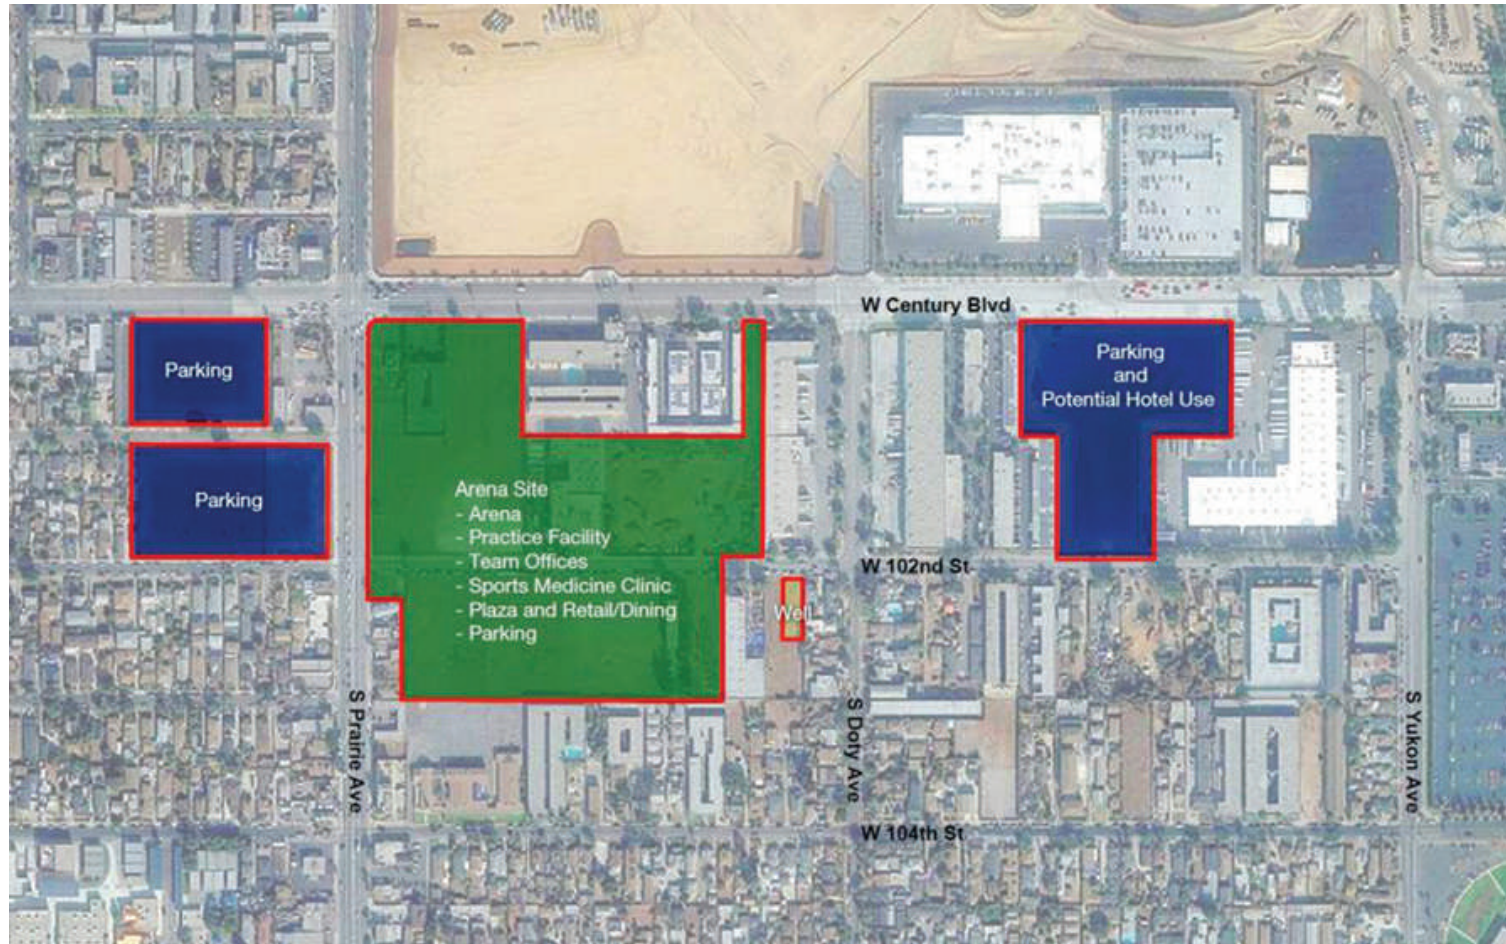 W Century Blvd
Parking
Parking
and
Potential Hotel Use
Parking
Arena Site
- Arena
- Practice Facility
- Team Offices
- Sports Medicine Clinic
- Plaza and Retail/Dining
- Parking
W 102nd St
Well
S Prairie Ave
S Doty Ave
S Yukon Ave
W 104th St